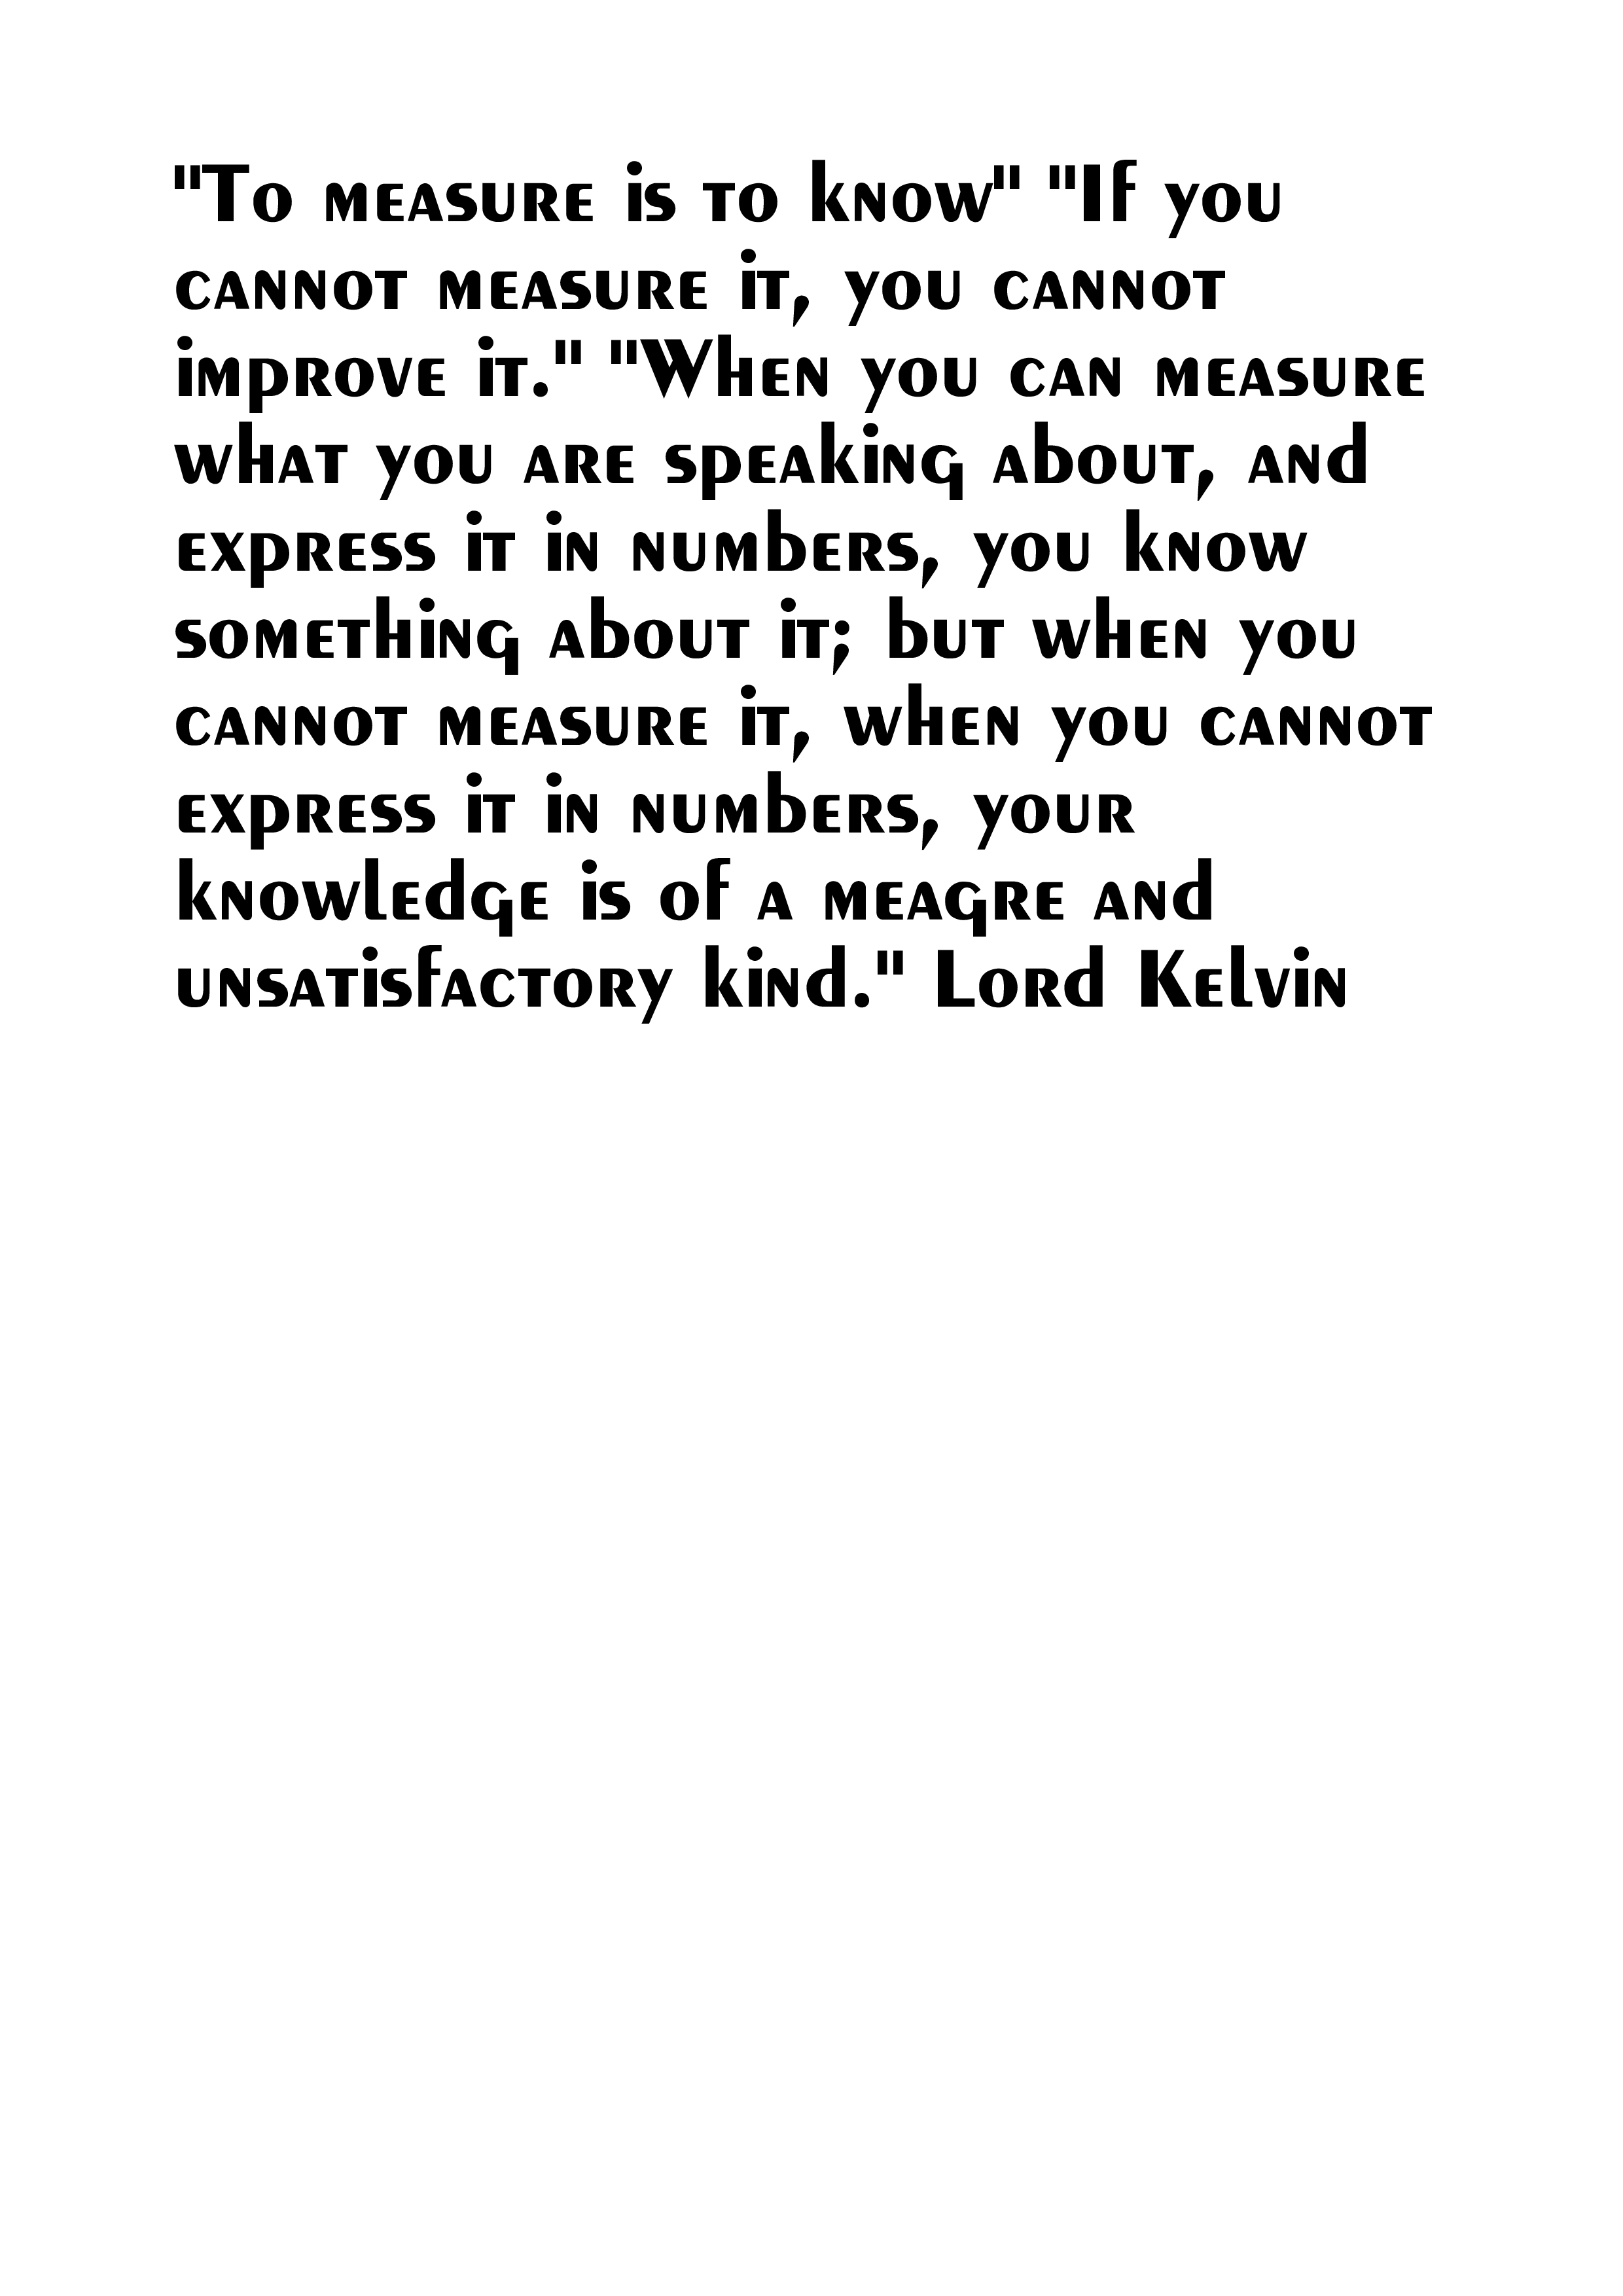 "To measure is to know" "If you
cannot measure it, you cannot
improve it." "When you can measure
what you are speaking about, and
express it in numbers, you know
something about it; but when you
cannot measure it, when you cannot
express it in numbers, your
knowledge is of a meagre and
unsatisfactory kind." Lord Kelvin